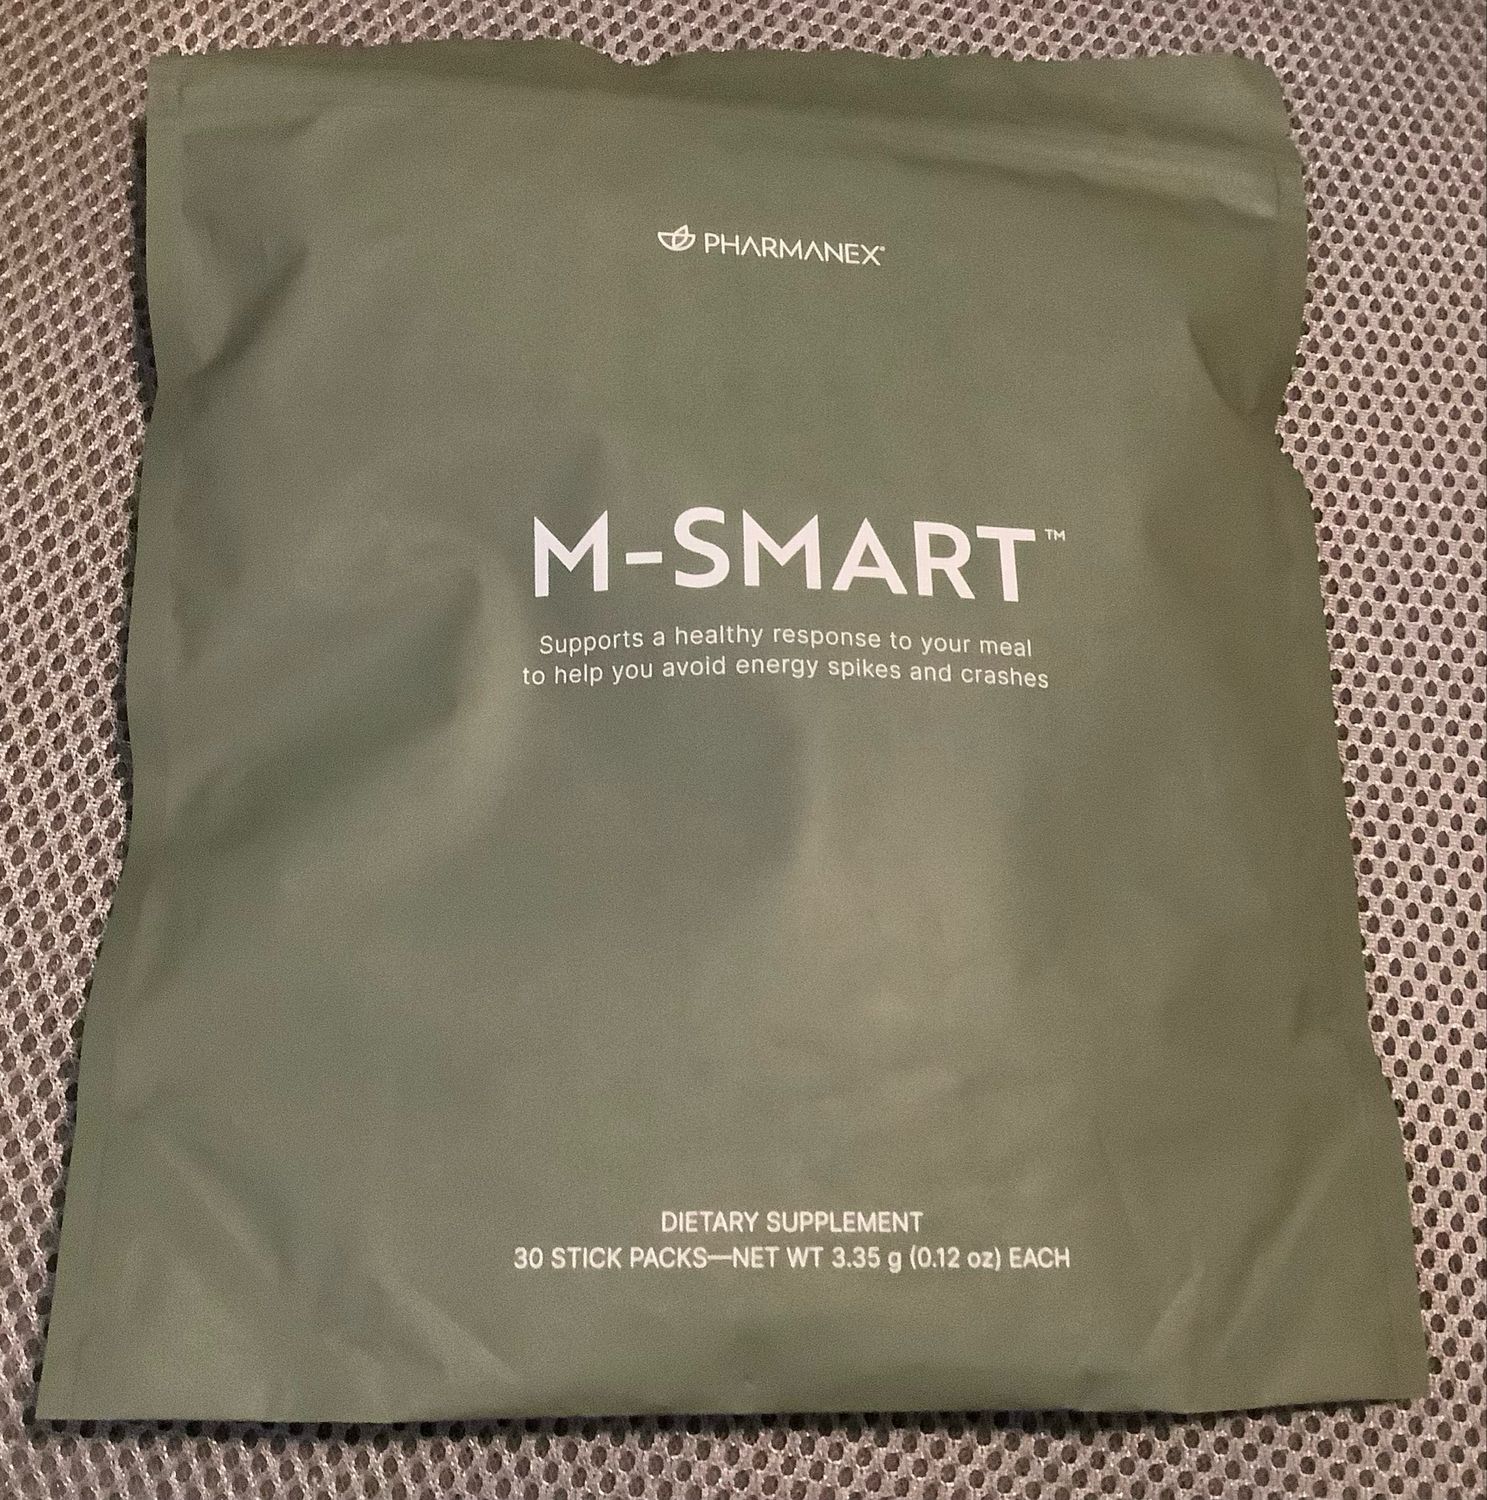 PHARMANEX®
M-SMART™
Supports a healthy response to your meal
to help you avoid energy spikes and crashes
DIETARY SUPPLEMENT
30 STICK PACKS—NET WT 3.35 g (0.12 oz) EACH